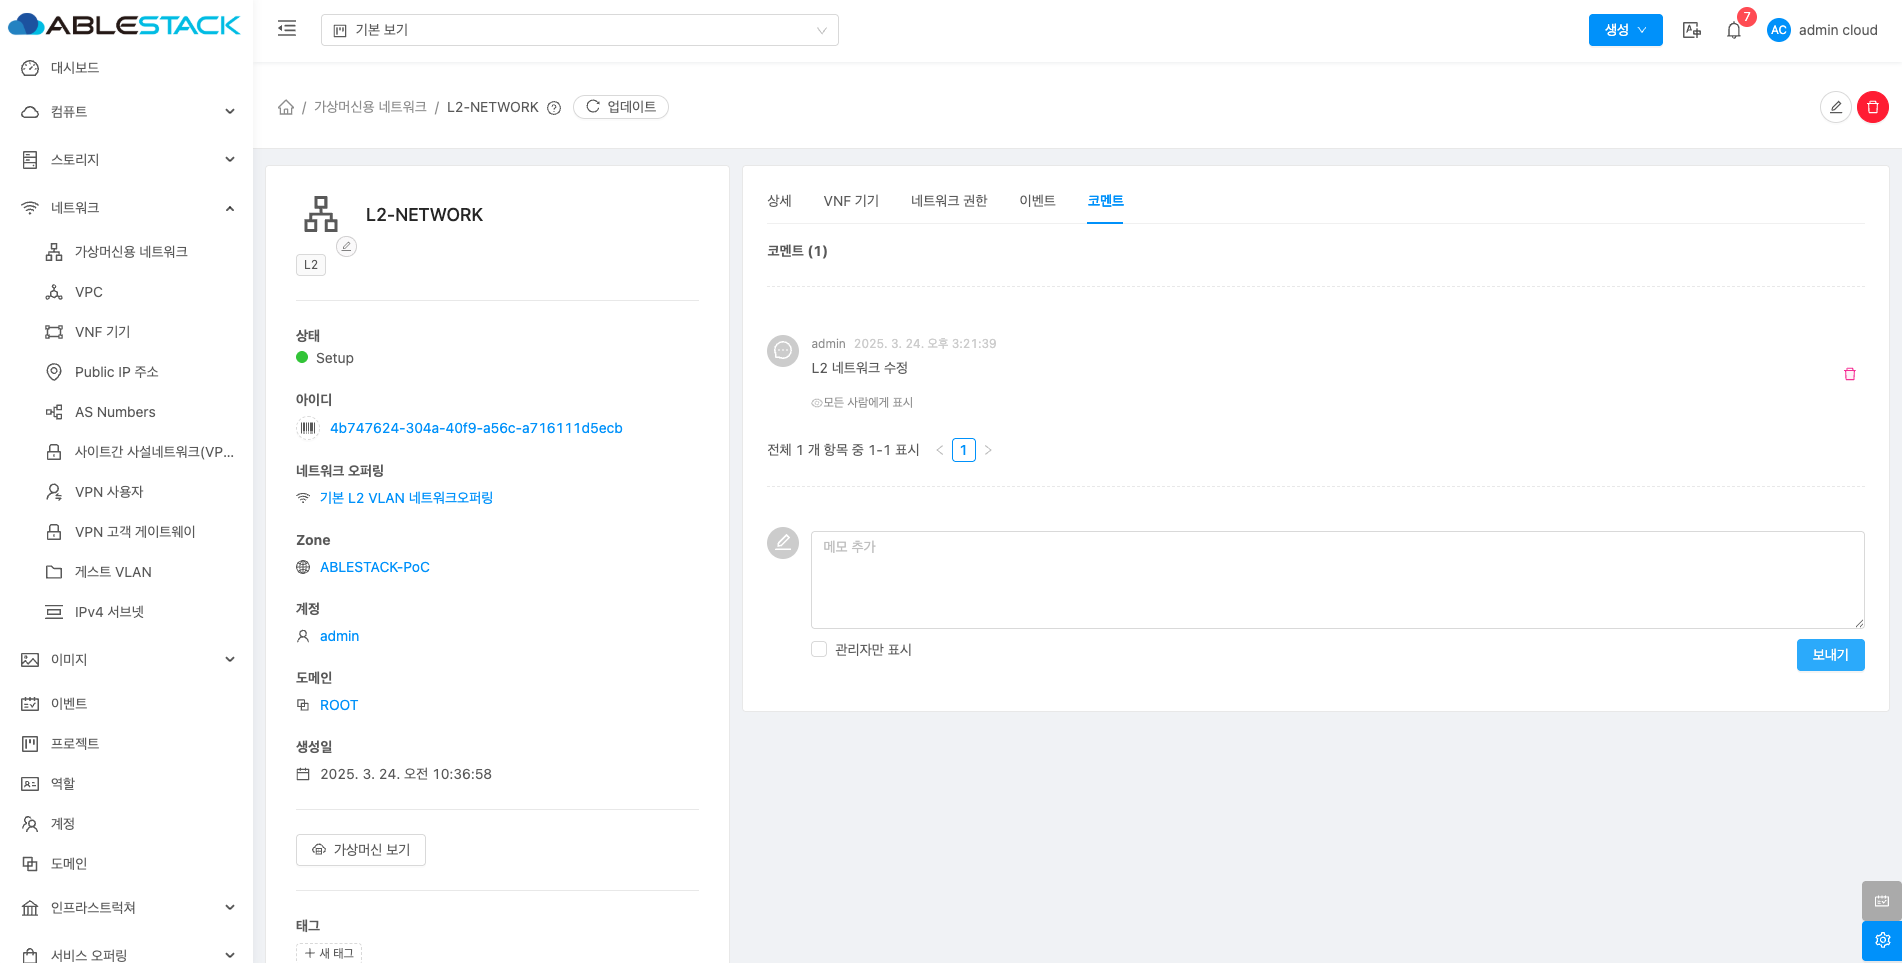 ABLESTACK
기본 보기
생성
7
AC
admin cloud
대시보드
컴퓨트
스토리지
네트워크
가상머신용 네트워크
VPC
VNF 기기
Public IP 주소
AS Numbers
사이트간 사설네트워크(VP...
VPN 사용자
VPN 고객 게이트웨이
게스트 VLAN
IPv4 서브넷
이미지
이벤트
프로젝트
역할
계정
도메인
인프라스트럭쳐
서비스 오퍼링
/ 가상머신용 네트워크 / L2-NETWORK
업데이트
L2-NETWORK
L2
상태
Setup
아이디
4b747624-304a-40f9-a56c-a716111d5ecb
네트워크 오퍼링
기본 L2 VLAN 네트워크오퍼링
Zone
ABLESTACK-PoC
계정
admin
도메인
ROOT
생성일
2025. 3. 24. 오전 10:36:58
가상머신 보기
태그
새 태그
상세 VNF 기기 네트워크 권한 이벤트 코멘트
코멘트 (1)
admin 2025. 3. 24. 오후 3:21:39
L2 네트워크 수정
모든 사람에게 표시
전체 1 개 항목 중 1-1 표시 < 1 >
메모 추가
관리자만 표시
보내기